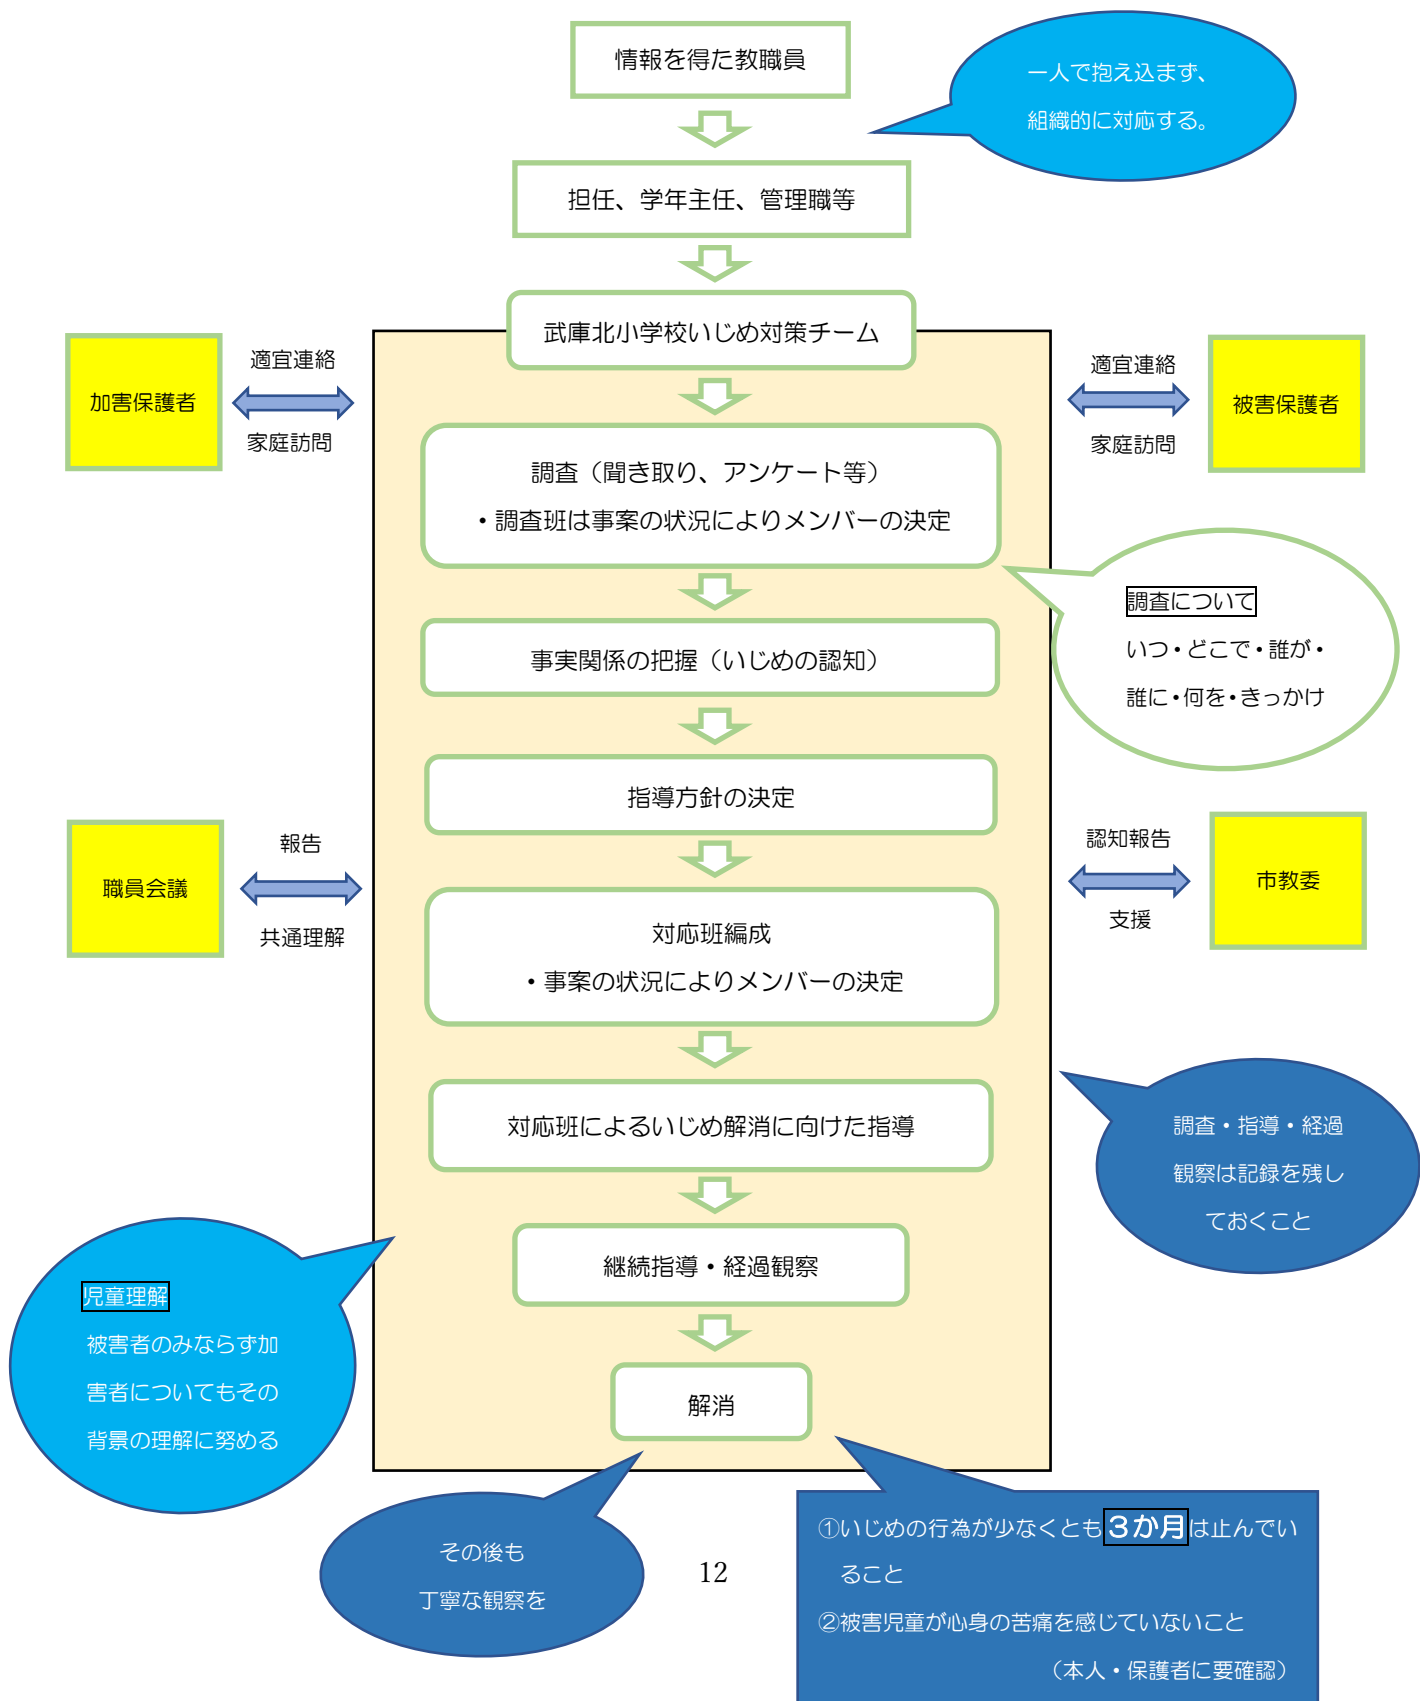 情報を得た教職員
一人で抱え込まず、
組織的に対応する。
担任、学年主任、管理職等
武庫北小学校いじめ対策チーム
加害保護者
適宜連絡
家庭訪問
適宜連絡
家庭訪問
被害保護者
調査（聞き取り、アンケート等）
・調査班は事案の状況によりメンバーの決定
調査について
いつ・どこで・誰が・
誰に・何を・きっかけ
事実関係の把握（いじめの認知）
指導方針の決定
職員会議
報告
共通理解
認知報告
支援
市教委
対応班編成
・事案の状況によりメンバーの決定
対応班によるいじめ解消に向けた指導
調査・指導・経過
観察は記録を残し
ておくこと
継続指導・経過観察
児童理解
被害者のみならず加
害者についてもその
背景の理解に努める
解消
その後も
丁寧な観察を
12
①いじめの行為が少なくとも３か月は止んでい
ること
②被害児童が心身の苦痛を感じていないこと
（本人・保護者に要確認）